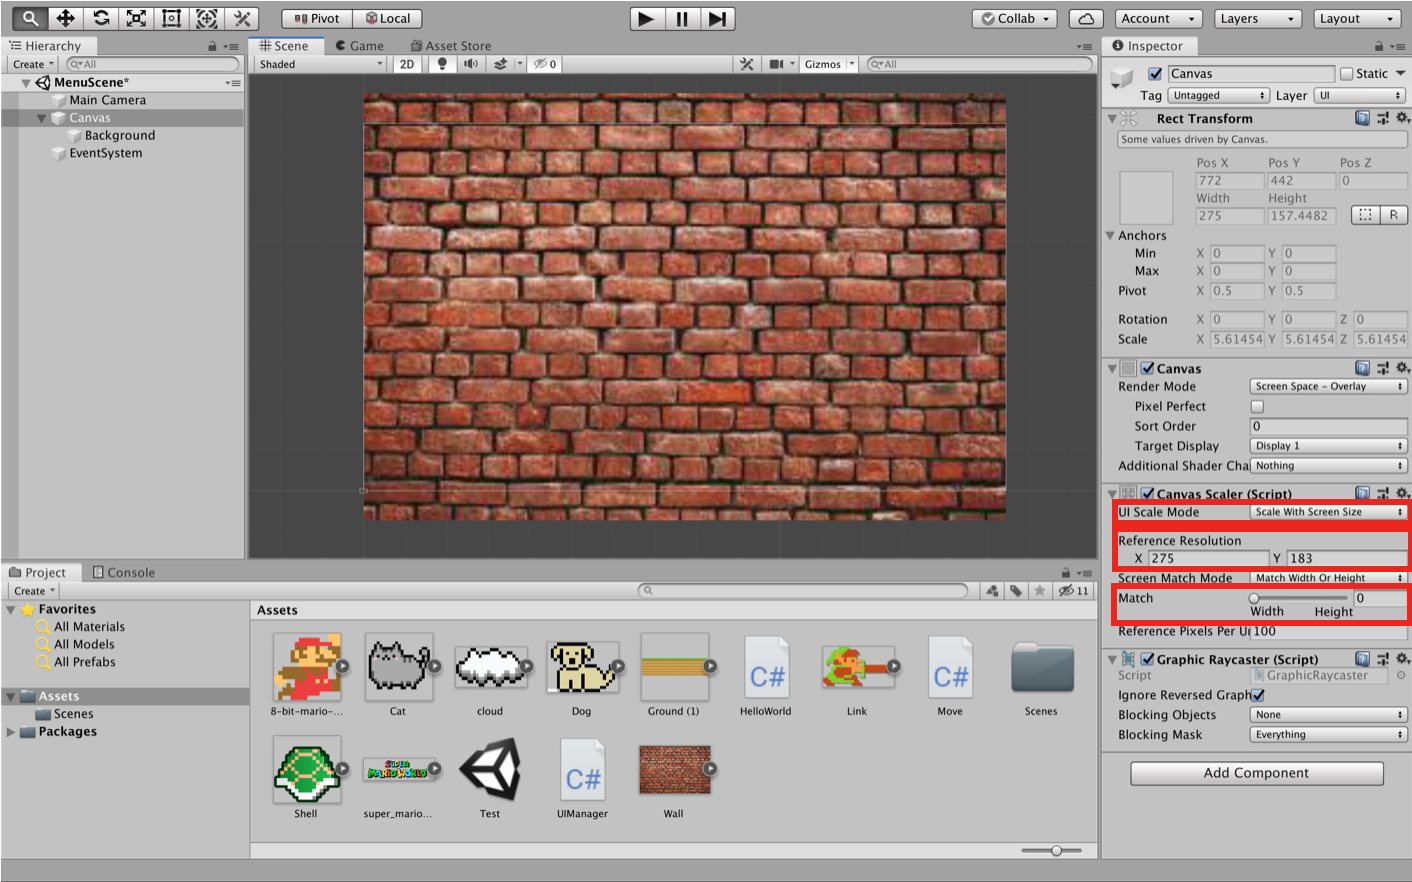 Pivot Local Collab Account Layers Layout
Hierarchy
Create All
MenuScene*
Main Camera
Canvas
Background
EventSystem
Scene Game Asset Store
Shaded 2D 0 Gizmos All
Inspector
Canvas Static
Tag Untagged Layer UI
Rect Transform
Some values driven by Canvas.
Pos X Pos Y Pos Z
772 442 0
Width Height
275 157.4482 R
Anchors
Min X 0 Y 0
Max X 0 Y 0
Pivot X 0.5 Y 0.5
Rotation X 0 Y 0 Z 0
Scale X 5.61454 Y 5.61454 Z 5.61454
Canvas
Render Mode Screen Space - Overlay
Pixel Perfect
Sort Order 0
Target Display Display 1
Additional Shader Cha Nothing
Canvas Scaler (Script)
UI Scale Mode Scale With Screen Size
Reference Resolution
X 275 Y 183
Screen Match Mode Match Width Or Height
Match 0
Width Height
Reference Pixels Per Ui 100
Graphic Raycaster (Script)
Script GraphicRaycaster
Ignore Reversed Graph
Blocking Objects None
Blocking Mask Everything
Add Component
Project Console
Create 11
Favorites
All Materials
All Models
All Prefabs
Assets
Scenes
Packages
Assets
8-bit-mario-... Cat cloud Dog Ground (1) HelloWorld Link Move Scenes
C# C#
SUPER
MARIO WORLD
C#
Shell super_mario... Test UIManager Wall